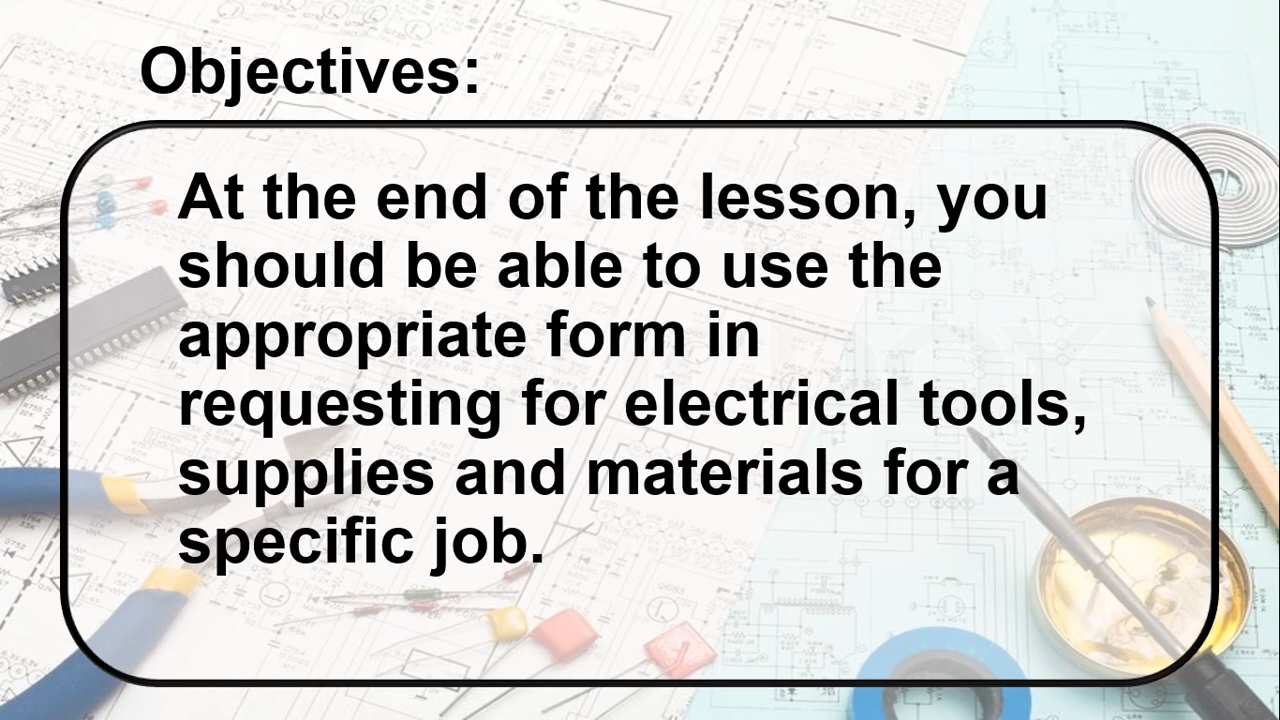 Objectives:
At the end of the lesson, you
should be able to use the
appropriate form in
requesting for electrical tools,
supplies and materials for a
specific job.